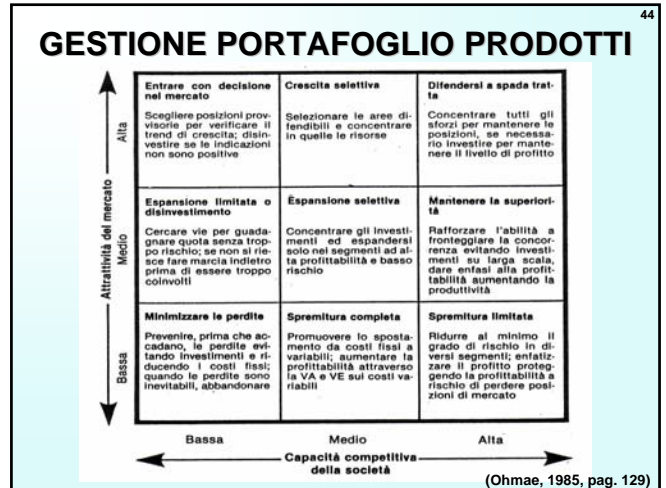 44
GESTIONE PORTAFOGLIO PRODOTTI
Attrattività del mercato
Alta
Entrare con decisione
nel mercato
Scegliere posizioni prov-
visorie per verificare il
trend di crescita; disin-
vestire se le indicazioni
non sono positive
Crescita selettiva
Selezionare le aree di-
fendibili e concentrare
in quelle le risorse
Difendersi a spada trat-
ta
Concentrare tutti gli
sforzi per mantenere le
posizioni, se necessa-
rio investire per mante-
nere il livello di profitto
Medio
Espansione limitata o
disinvestimento
Cercare vie per guada-
gnare quota senza trop-
po rischio; se non si rie-
sce fare marcia indietro
prima di essere troppo
coinvolti
Espansione selettiva
Concentrare gli investi-
menti ed espandersi
solo nei segmenti ad al-
ta profittabilità e basso
rischio
Mantenere la superiori-
tà
Rafforzare l'abilità a
fronteggiare la concor-
renza evitando investi-
menti su larga scala,
dare enfasi alla profit-
tabilità aumentando la
produttività
Bassa
Minimizzare le perdite
Prevenire, prima che ac-
cadano, le perdite evi-
tando investimenti e ri-
ducendo i costi fissi;
quando le perdite sono
inevitabili, abbandonare
Spremitura completa
Promuovere lo sposta-
mento da costi fissi a
variabili; aumentare la
profittabilità attraverso
la VA e VE sui costi va-
riabili
Spremitura limitata
Ridurre al minimo il
grado di rischio in di-
versi segmenti; enfatiz-
zare il profitto proteg-
gendo la profittabilità a
rischio di perdere posi-
zioni di mercato
Bassa Medio Alta
Capacità competitiva
della società
(Ohmae, 1985, pag. 129)